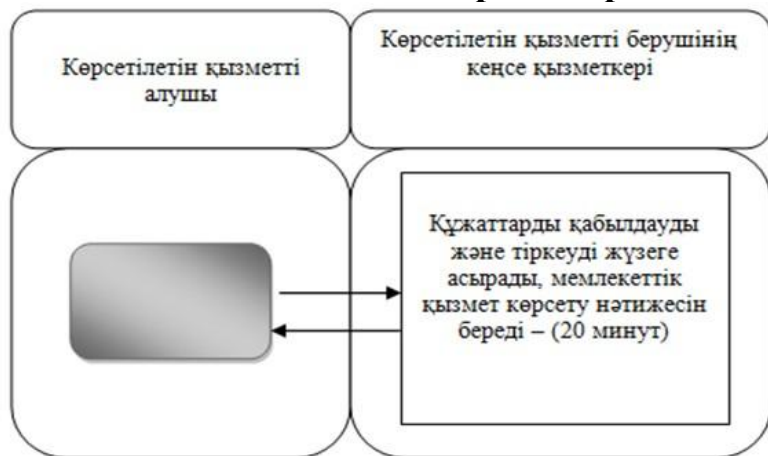 Көрсетілетін қызметті
алушы
Көрсетілетін қызметті берушінің
кеңсе қызметкері
Құжаттарды қабылдауды
және тіркеуді жүзеге
асырады, мемлекеттік
қызмет көрсету нәтижесін
береді – (20 минут)